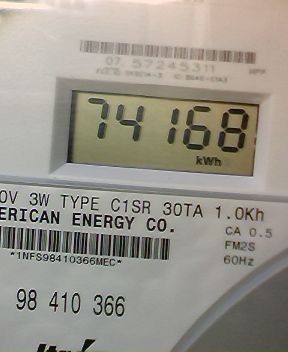 07 57245311
74168
kWh
0V 3W TYPE C1SR 30TA 1.0Kh
ERICAN ENERGY CO.
CA 0.5
FM2S
*1NFS98410366MEC*
60Hz
98 410 366